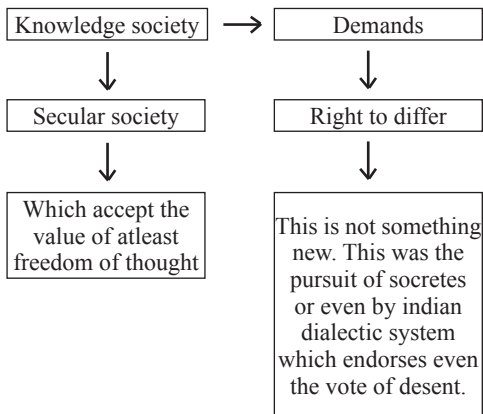 Knowledge society
Demands
Secular society
Right to differ
Which accept the
value of atleast
freedom of thought
This is not something
new. This was the
pursuit of socretes
or even by indian
dialectic system
which endorses even
the vote of desent.